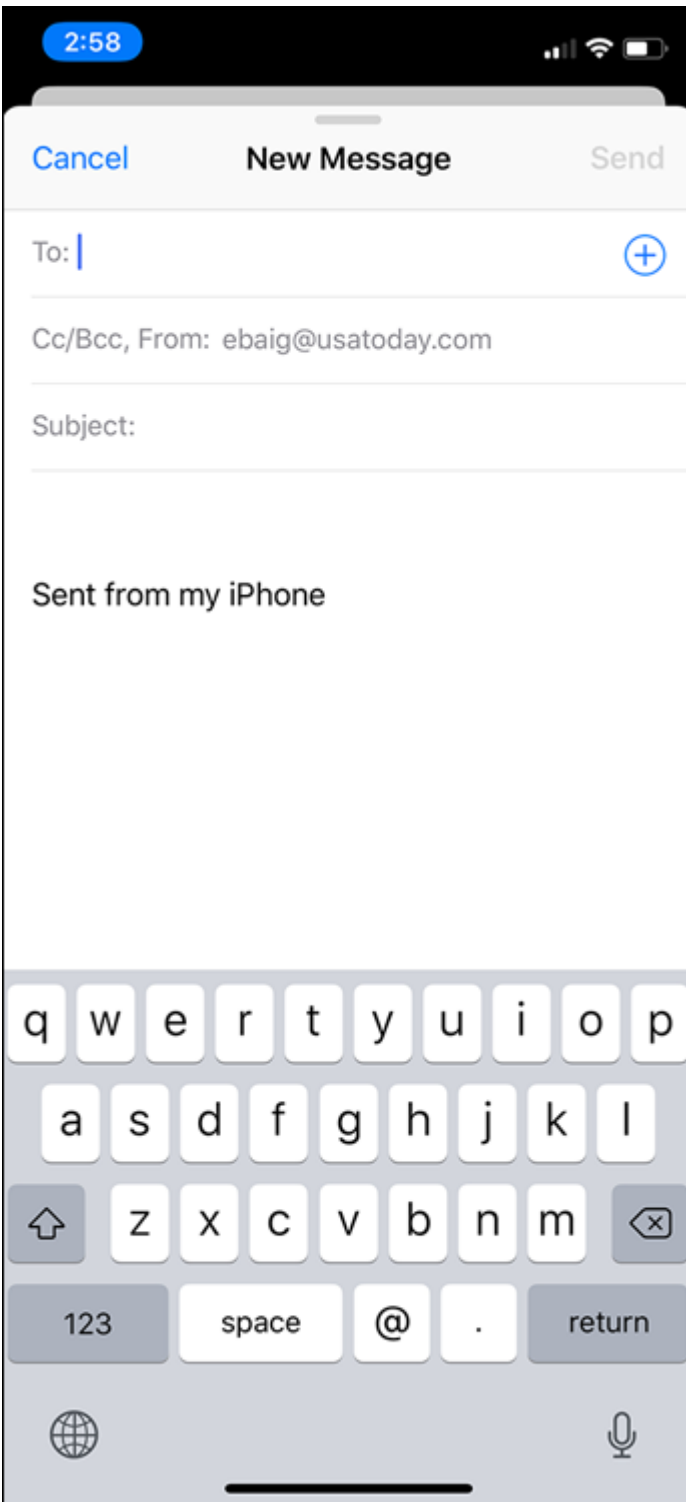 2:58
Cancel New Message Send
To:
Cc/Bcc, From: ebaig@usatoday.com
Subject:
Sent from my iPhone
q w e r t y u i o p
a s d f g h j k l
z x c v b n m
123 space @ . return